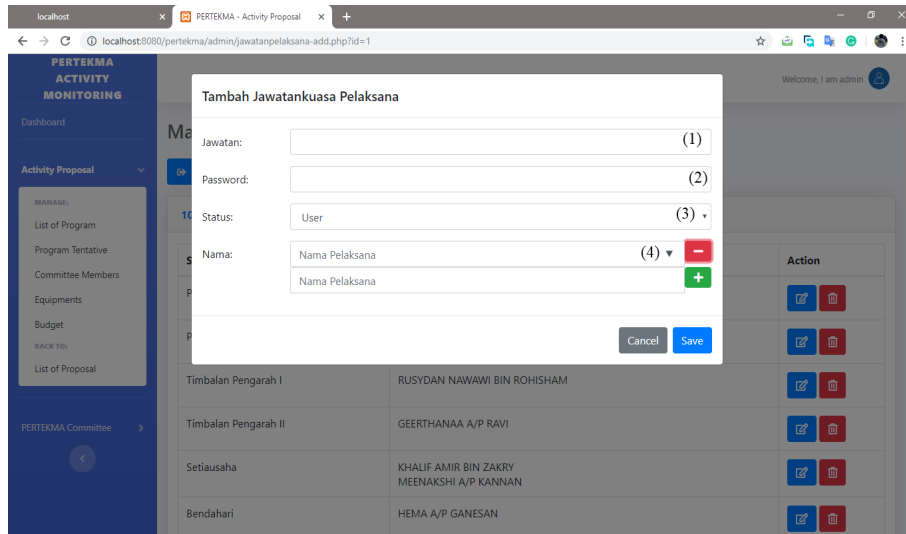 localhost
PERTEKMA - Activity Proposal
localhost:8080/pertekma/admin/jawatanpelaksana-add.php?id=1
PERTEKMA
ACTIVITY
MONITORING
Welcome, I am admin
Dashboard
Activity Proposal
MANAGE:
List of Program
Program Tentative
Committee Members
Equipments
Budget
BACK TO:
List of Proposal
PERTEKMA Committee
Ma
10
Tambah Jawatankuasa Pelaksana
Jawatan: (1)
Password: (2)
Status: User (3)
Nama: Nama Pelaksana (4)
Nama Pelaksana
Cancel Save
S Action
P
P
Timbalan Pengarah I RUSYDAN NAWAWI BIN ROHISHAM
Timbalan Pengarah II GEERTHANAA A/P RAVI
Setiausaha KHALIF AMIR BIN ZAKRY
MEENAKSHI A/P KANNAN
Bendahari HEMA A/P GANESAN